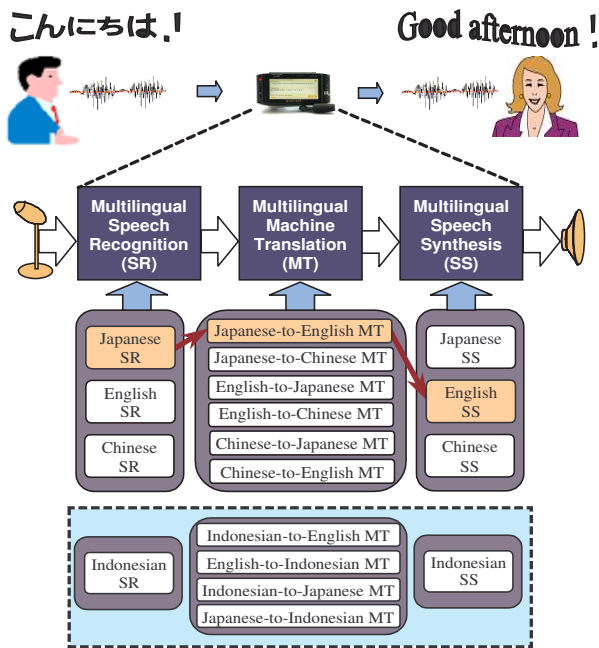 こんにちは.!
Good afternoon !
Multilingual
Speech
Recognition
(SR)
Multilingual
Machine
Translation
(MT)
Multilingual
Speech
Synthesis
(SS)
Japanese
SR
English
SR
Chinese
SR
Japanese-to-English MT
Japanese-to-Chinese MT
English-to-Japanese MT
English-to-Chinese MT
Chinese-to-Japanese MT
Chinese-to-English MT
Japanese
SS
English
SS
Chinese
SS
Indonesian
SR
Indonesian-to-English MT
English-to-Indonesian MT
Indonesian-to-Japanese MT
Japanese-to-Indonesian MT
Indonesian
SS